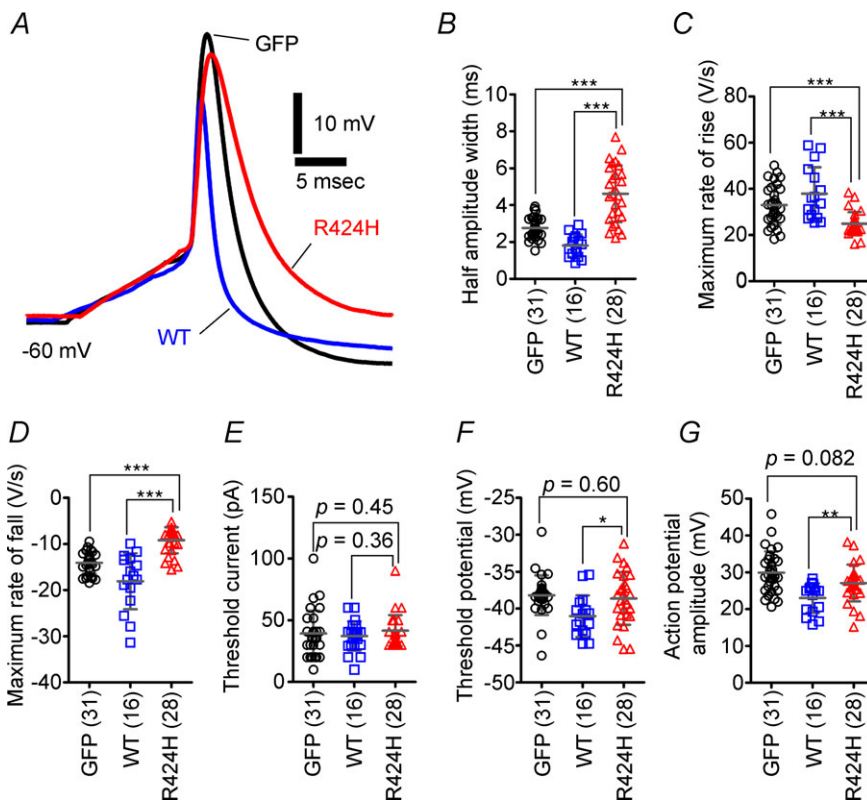 A
GFP
10 mV
5 msec
R424H
WT
-60 mV
B
Half amplitude width (ms)
10
8
6
4
2
0
***
***
GFP (31)
WT (16)
R424H (28)
C
Maximum rate of rise (V/s)
80
60
40
20
0
***
***
GFP (31)
WT (16)
R424H (28)
D
Maximum rate of fall (V/s)
0
-10
-20
-30
-40
***
***
GFP (31)
WT (16)
R424H (28)
E
Threshold current (pA)
150
100
50
0
p = 0.45
p = 0.36
GFP (31)
WT (16)
R424H (28)
F
Threshold potential (mV)
-25
-30
-35
-40
-45
-50
p = 0.60
*
GFP (31)
WT (16)
R424H (28)
G
Action potential
amplitude (mV)
50
40
30
20
10
0
p = 0.082
**
GFP (31)
WT (16)
R424H (28)